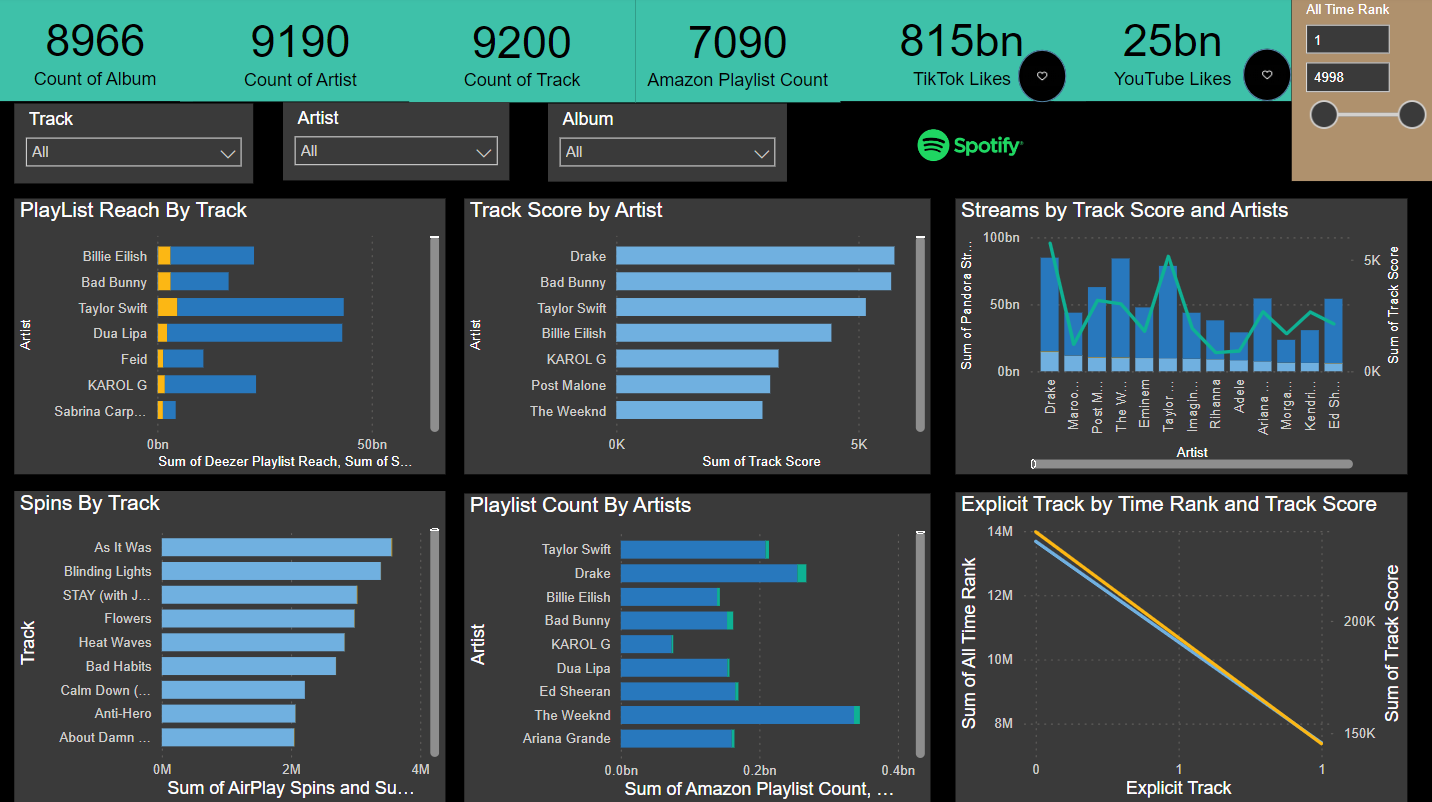 8966
Count of Album
9190
Count of Artist
9200
Count of Track
7090
Amazon Playlist Count
815bn
TikTok Likes
25bn
YouTube Likes
All Time Rank
1
4998
Track
All
Artist
All
Album
All
Spotify
PlayList Reach By Track
Artist
Billie Eilish
Bad Bunny
Taylor Swift
Dua Lipa
Feid
KAROL G
Sabrina Carp...
0bn
50bn
Sum of Deezer Playlist Reach, Sum of S...
Track Score by Artist
Artist
Drake
Bad Bunny
Taylor Swift
Billie Eilish
KAROL G
Post Malone
The Weeknd
0K
5K
Sum of Track Score
Streams by Track Score and Artists
Sum of Pandora Str...
100bn
50bn
0bn
5K
0K
Sum of Track Score
Drake
Maroo...
Post M...
The W...
Eminem
Taylor ...
Imagin...
Rihanna
Adele
Ariana ...
Morga...
Kendri...
Ed Sh...
Artist
Spins By Track
Track
As It Was
Blinding Lights
STAY (with J...
Flowers
Heat Waves
Bad Habits
Calm Down (...
Anti-Hero
About Damn ...
0M
2M
4M
Sum of AirPlay Spins and Su...
Playlist Count By Artists
Artist
Taylor Swift
Drake
Billie Eilish
Bad Bunny
KAROL G
Dua Lipa
Ed Sheeran
The Weeknd
Ariana Grande
0.0bn
0.2bn
0.4bn
Sum of Amazon Playlist Count, ...
Explicit Track by Time Rank and Track Score
Sum of All Time Rank
14M
12M
10M
8M
200K
150K
Sum of Track Score
0
1
1
Explicit Track